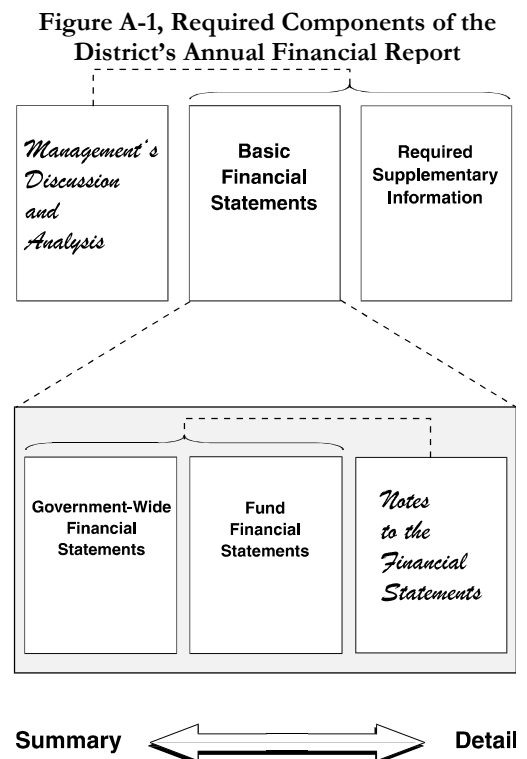 Figure A-1, Required Components of the
District's Annual Financial Report
Management's
Discussion
and
Analysis
Basic
Financial
Statements
Required
Supplementary
Information
Government-Wide
Financial
Statements
Fund
Financial
Statements
Notes
to the
Financial
Statements
Summary
Detail